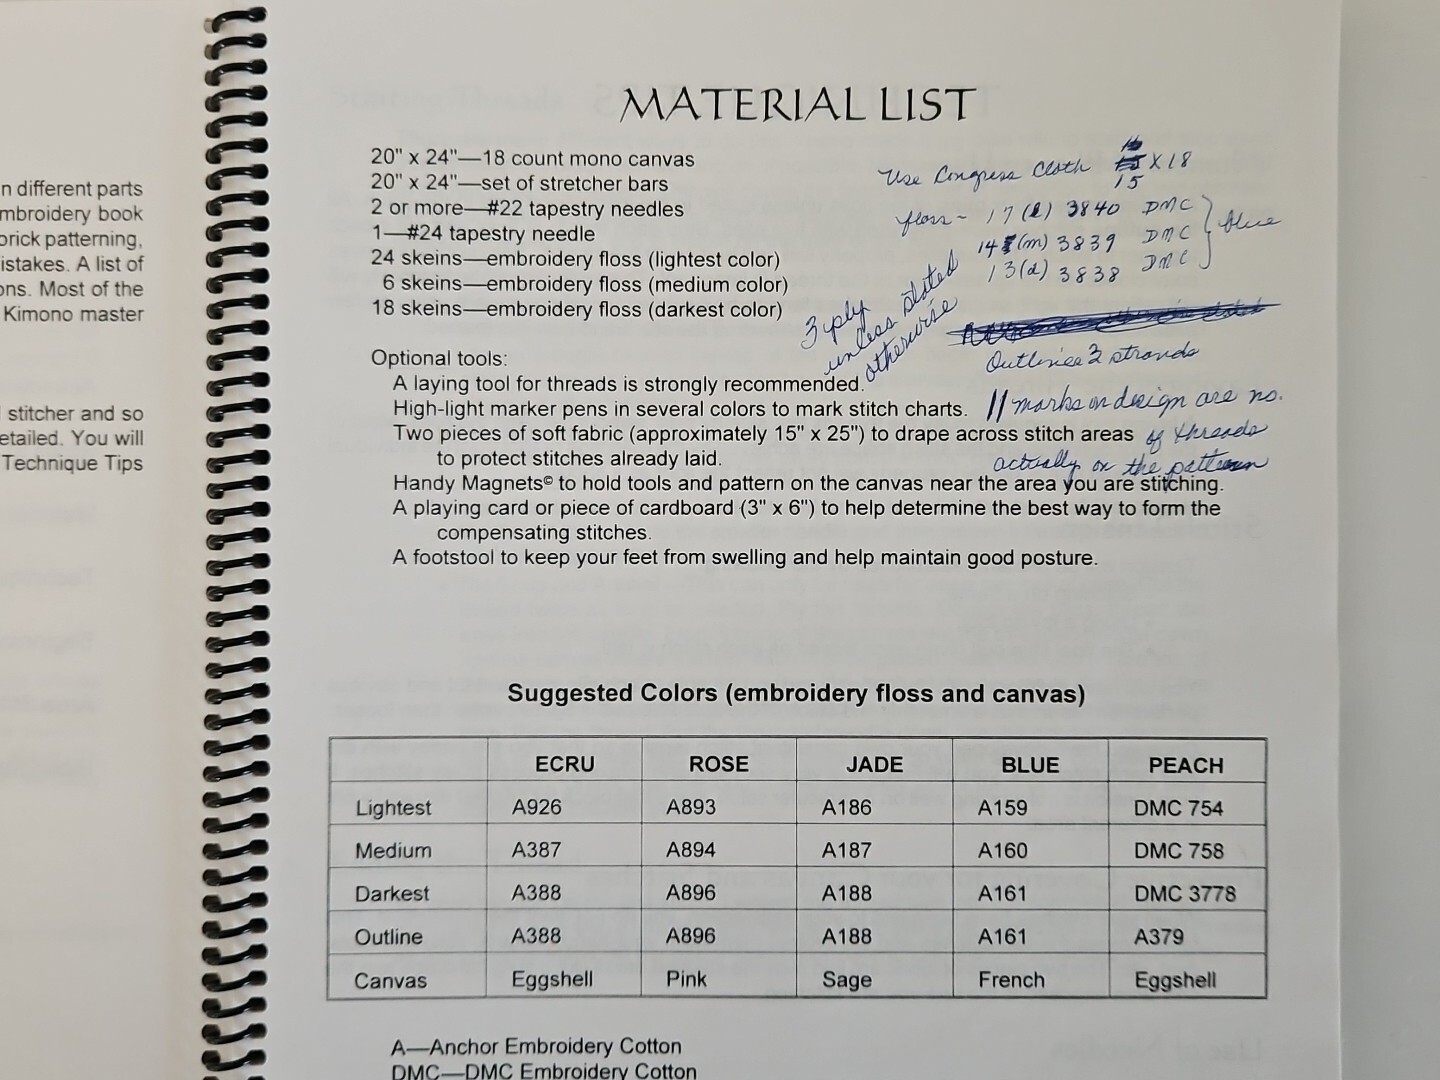 n different parts
mbroidery book
brick patterning,
istakes. A list of
ons. Most of the
Kimono master
l stitcher and so
etailed. You will
Technique Tips
MATERIAL LIST
20" x 24"—18 count mono canvas
20" x 24"—set of stretcher bars
2 or more—#22 tapestry needles
1—#24 tapestry needle
24 skeins—embroidery floss (lightest color)
6 skeins—embroidery floss (medium color)
18 skeins—embroidery floss (darkest color)
Use Congress Cloth 15 X 18
floss - 17 (l) 3840 DMC
14 (m) 3839 DMC } blue
13 (d) 3838 DMC
3 ply
unless stated
otherwise
Outlines 2 strands
Optional tools:
A laying tool for threads is strongly recommended.
High-light marker pens in several colors to mark stitch charts.
Two pieces of soft fabric (approximately 15" x 25") to drape across stitch areas
to protect stitches already laid.
Handy Magnets© to hold tools and pattern on the canvas near the area you are stitching.
A playing card or piece of cardboard (3" x 6") to help determine the best way to form the
compensating stitches.
A footstool to keep your feet from swelling and help maintain good posture.
|| marks on design are no.
of threads
actually on the pattern
Suggested Colors (embroidery floss and canvas)
ECRU ROSE JADE BLUE PEACH
Lightest A926 A893 A186 A159 DMC 754
Medium A387 A894 A187 A160 DMC 758
Darkest A388 A896 A188 A161 DMC 3778
Outline A388 A896 A188 A161 A379
Canvas Eggshell Pink Sage French Eggshell
A—Anchor Embroidery Cotton
DMC—DMC Embroidery Cotton